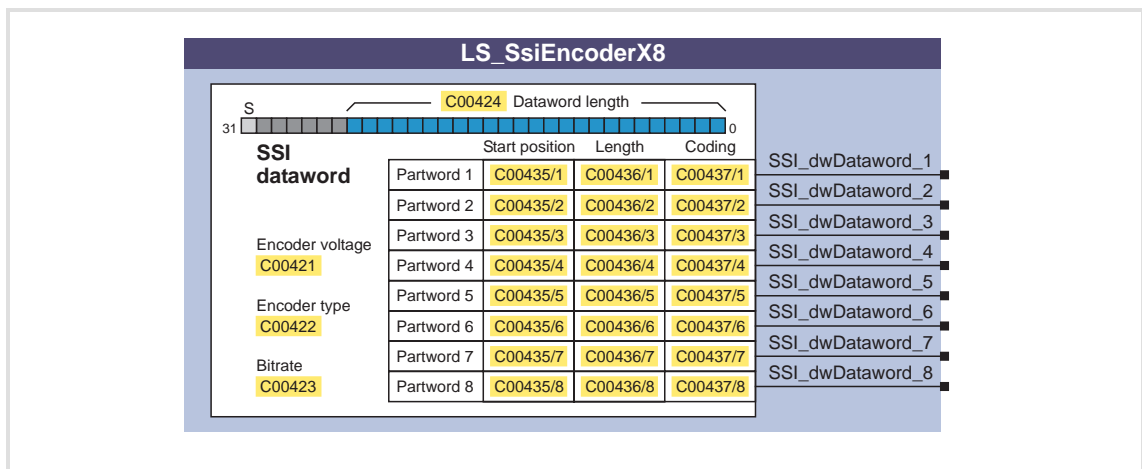 LS_SsiEncoderX8
S
C00424 Dataword length
31
0
SSI
dataword
Start position Length Coding
Partword 1 C00435/1 C00436/1 C00437/1 SSI_dwDataword_1
Partword 2 C00435/2 C00436/2 C00437/2 SSI_dwDataword_2
Partword 3 C00435/3 C00436/3 C00437/3 SSI_dwDataword_3
Partword 4 C00435/4 C00436/4 C00437/4 SSI_dwDataword_4
Partword 5 C00435/5 C00436/5 C00437/5 SSI_dwDataword_5
Partword 6 C00435/6 C00436/6 C00437/6 SSI_dwDataword_6
Partword 7 C00435/7 C00436/7 C00437/7 SSI_dwDataword_7
Partword 8 C00435/8 C00436/8 C00437/8 SSI_dwDataword_8
Encoder voltage
C00421
Encoder type
C00422
Bitrate
C00423